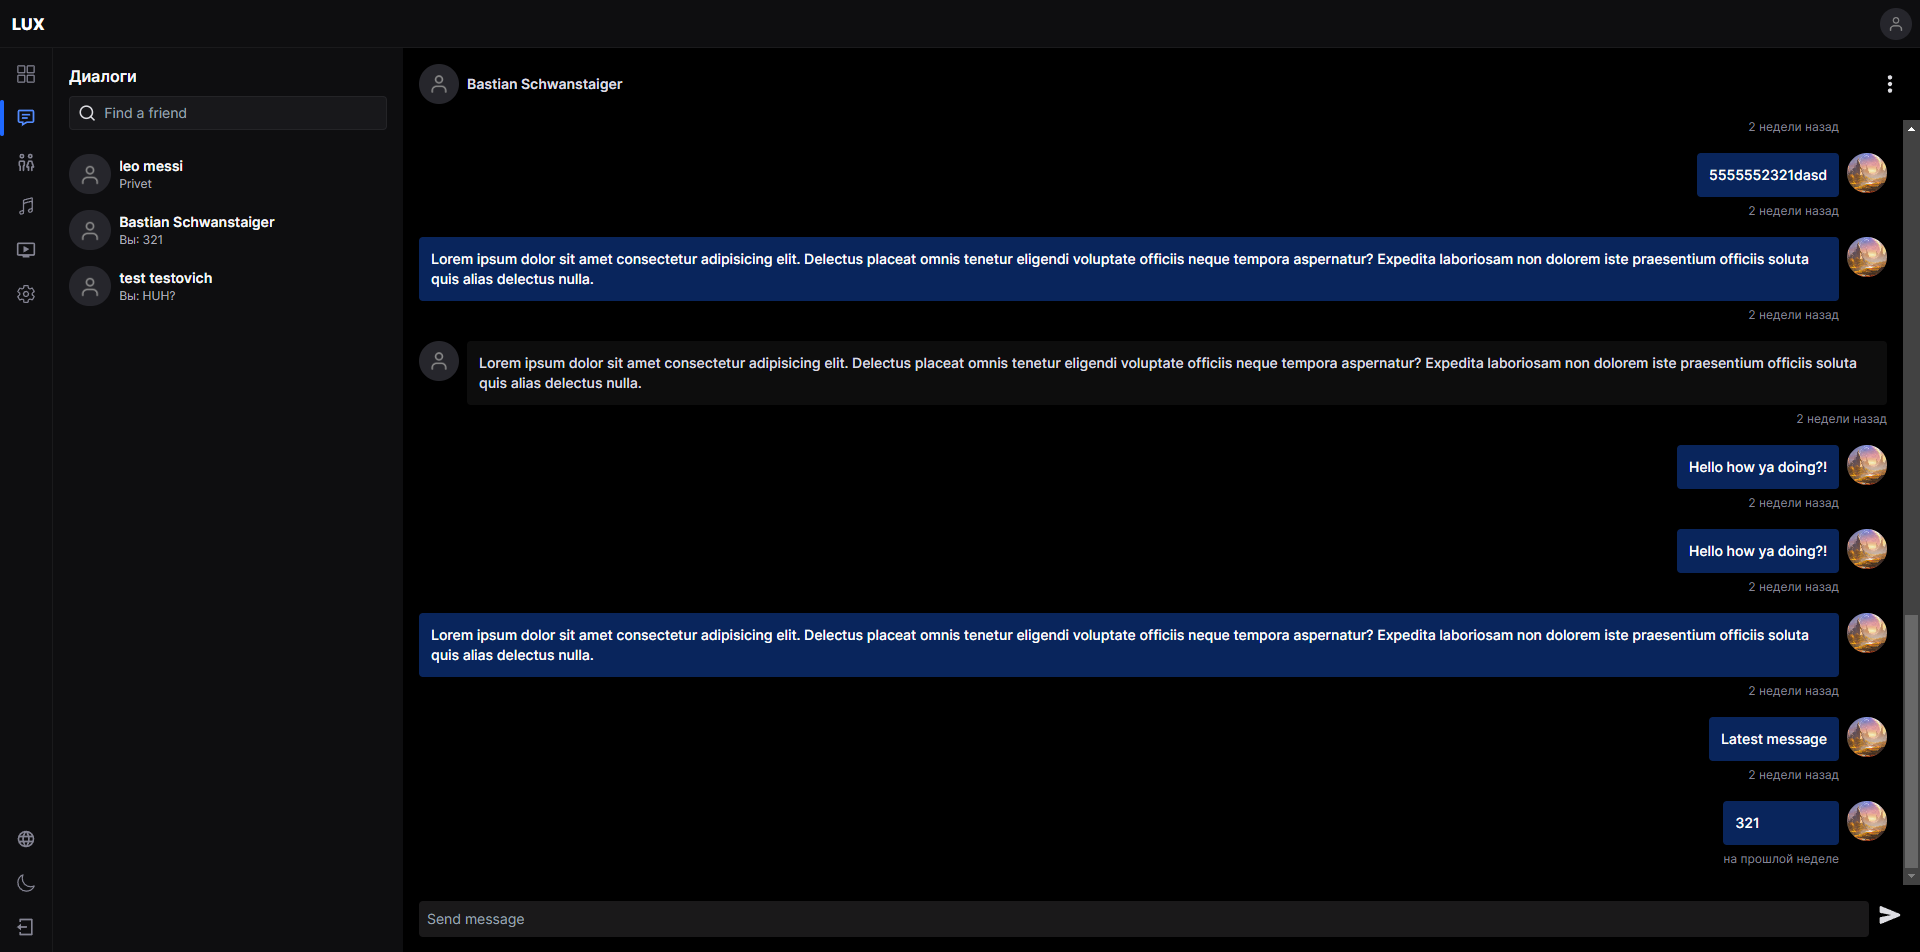 LUX
Диалоги
Find a friend
leo messi
Privet
Bastian Schwanstaiger
Вы: 321
test testovich
Вы: HUH?
Bastian Schwanstaiger
2 недели назад
5555552321dasd
2 недели назад
Lorem ipsum dolor sit amet consectetur adipisicing elit. Delectus placeat omnis tenetur eligendi voluptate officiis neque tempora aspernatur? Expedita laboriosam non dolorem iste praesentium officiis soluta
quis alias delectus nulla.
2 недели назад
Lorem ipsum dolor sit amet consectetur adipisicing elit. Delectus placeat omnis tenetur eligendi voluptate officiis neque tempora aspernatur? Expedita laboriosam non dolorem iste praesentium officiis soluta
quis alias delectus nulla.
2 недели назад
Hello how ya doing?!
2 недели назад
Hello how ya doing?!
2 недели назад
Lorem ipsum dolor sit amet consectetur adipisicing elit. Delectus placeat omnis tenetur eligendi voluptate officiis neque tempora aspernatur? Expedita laboriosam non dolorem iste praesentium officiis soluta
quis alias delectus nulla.
2 недели назад
Latest message
2 недели назад
321
на прошлой неделе
Send message